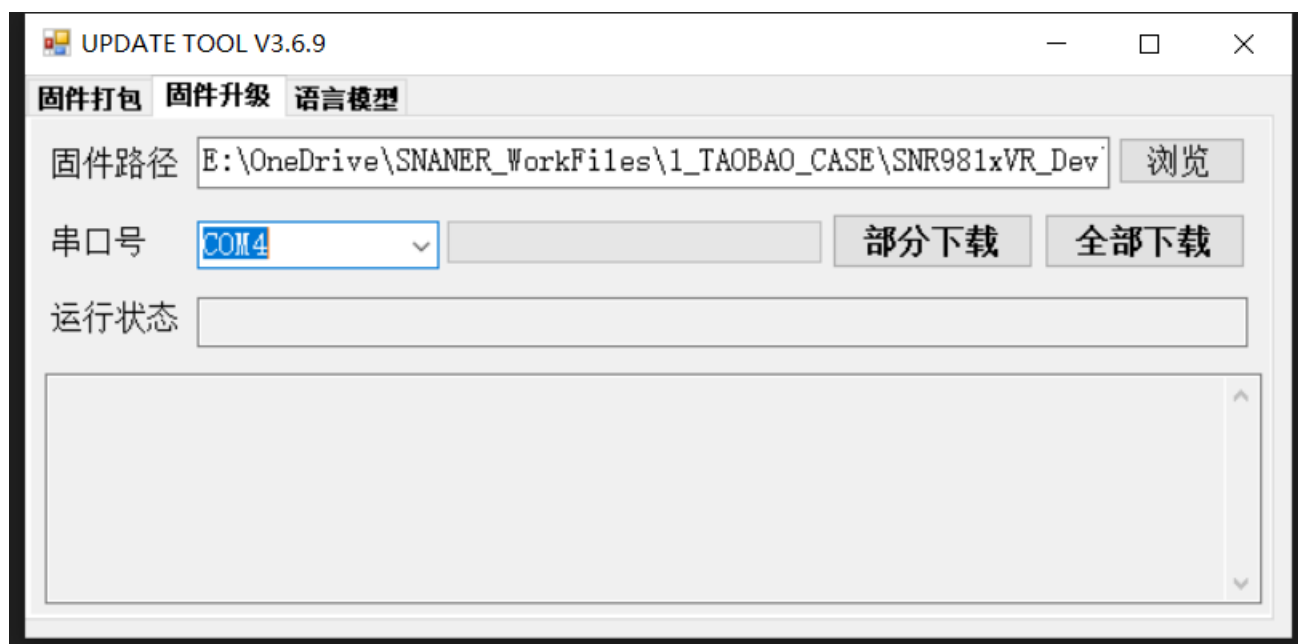 UPDATE TOOL V3.6.9
固件打包 固件升级 语言模型
固件路径 E:\OneDrive\SNANER_WorkFiles\1_TAOBAO_CASE\SNR981xVR_Dev 浏览
串口号 COM4 部分下载 全部下载
运行状态